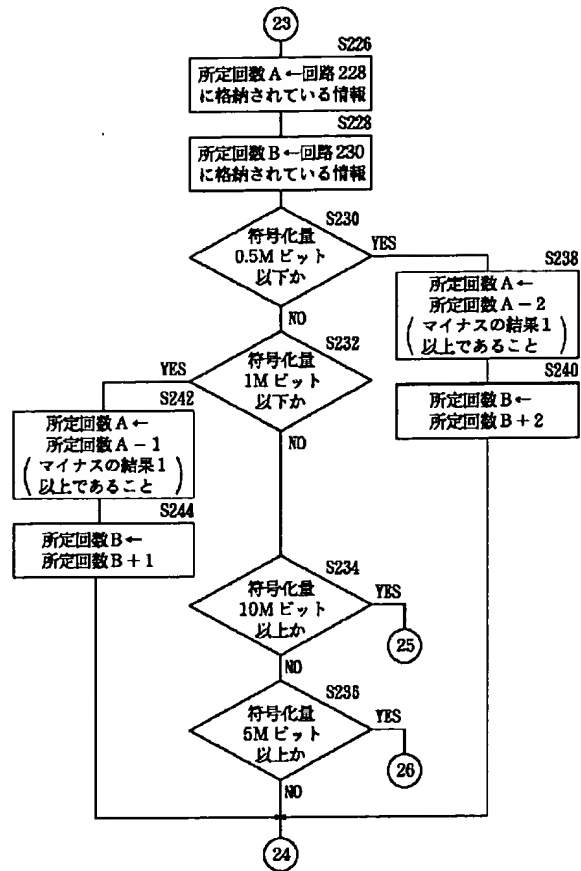 23
S226
所定回数A←回路228
に格納されている情報
S228
所定回数B←回路230
に格納されている情報
S230
符号化量
0.5Mビット
以下か
YES
NO
S238
所定回数A←
所定回数A-2
(マイナスの結果1
以上であること)
S240
所定回数B←
所定回数B+2
S232
符号化量
1Mビット
以下か
YES
NO
S242
所定回数A←
所定回数A-1
(マイナスの結果1
以上であること)
S244
所定回数B←
所定回数B+1
S234
符号化量
10Mビット
以上か
YES
25
NO
S236
符号化量
5Mビット
以上か
YES
26
NO
24